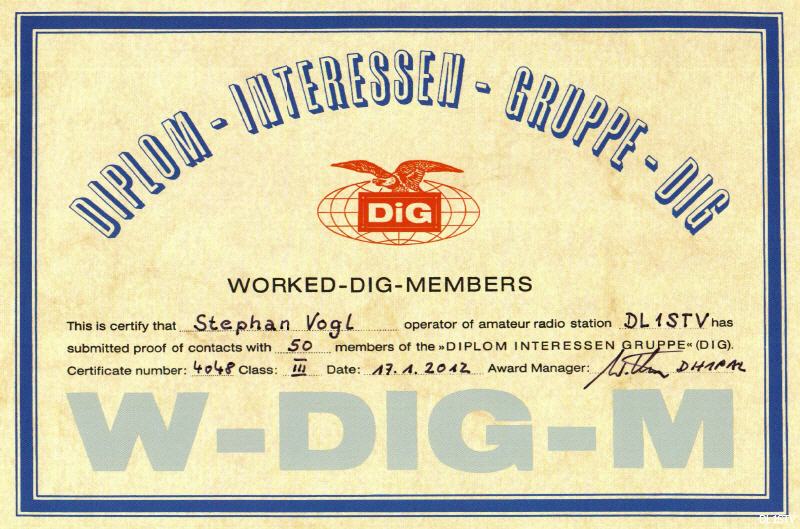 DIPLOM - INTERESSEN - GRUPPE - DIG
DiG
WORKED-DIG-MEMBERS
This is certify that Stephan Vogl operator of amateur radio station DL1STV has
submitted proof of contacts with 50 members of the »DIPLOM INTERESSEN GRUPPE« (DIG).
Certificate number: 4048 Class: III Date: 17.1.2012 Award Manager:
W-DIG-M